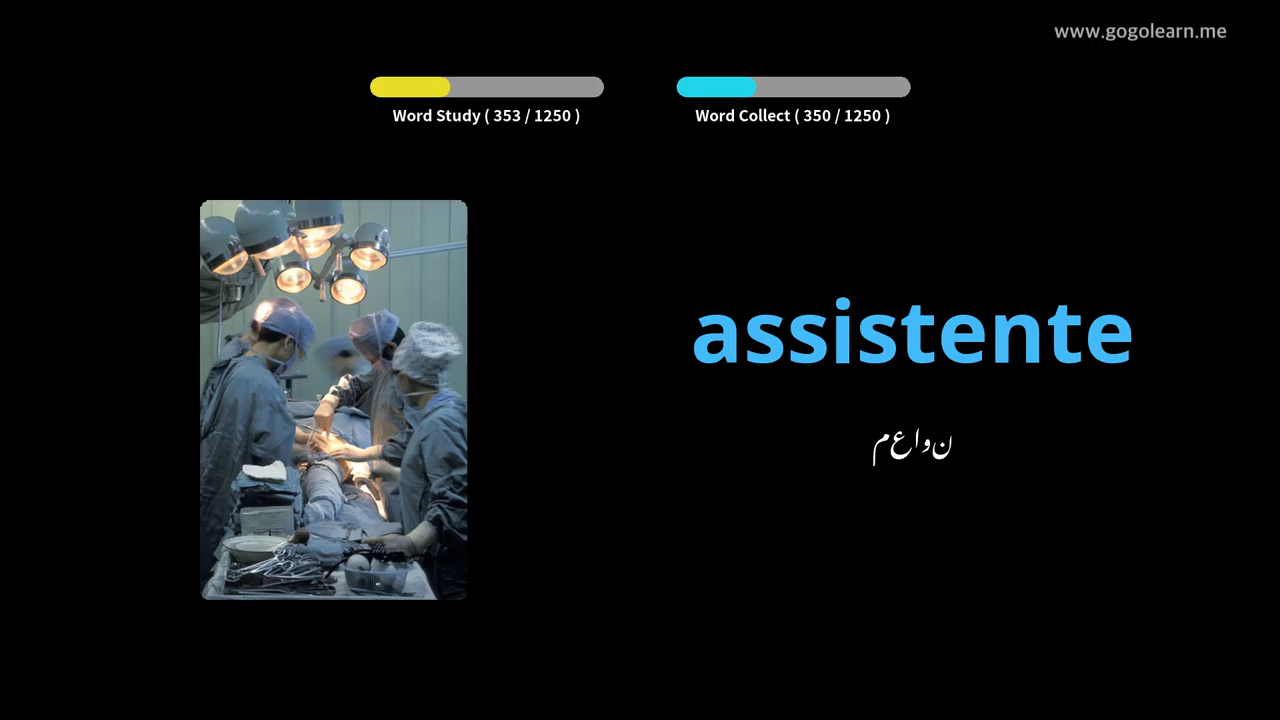 www.gogolearn.me
Word Study ( 353 / 1250 )
Word Collect ( 350 / 1250 )
assistente
معاون